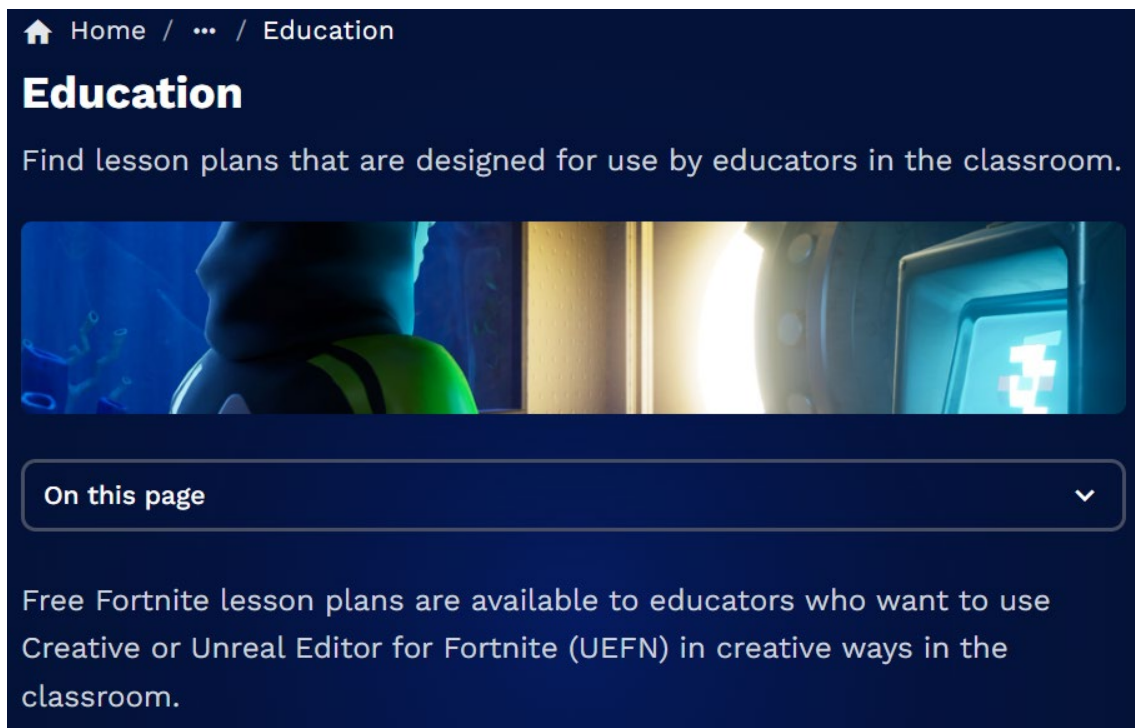 Home / ••• / Education
Education
Find lesson plans that are designed for use by educators in the classroom.
On this page
Free Fortnite lesson plans are available to educators who want to use
Creative or Unreal Editor for Fortnite (UEFN) in creative ways in the
classroom.